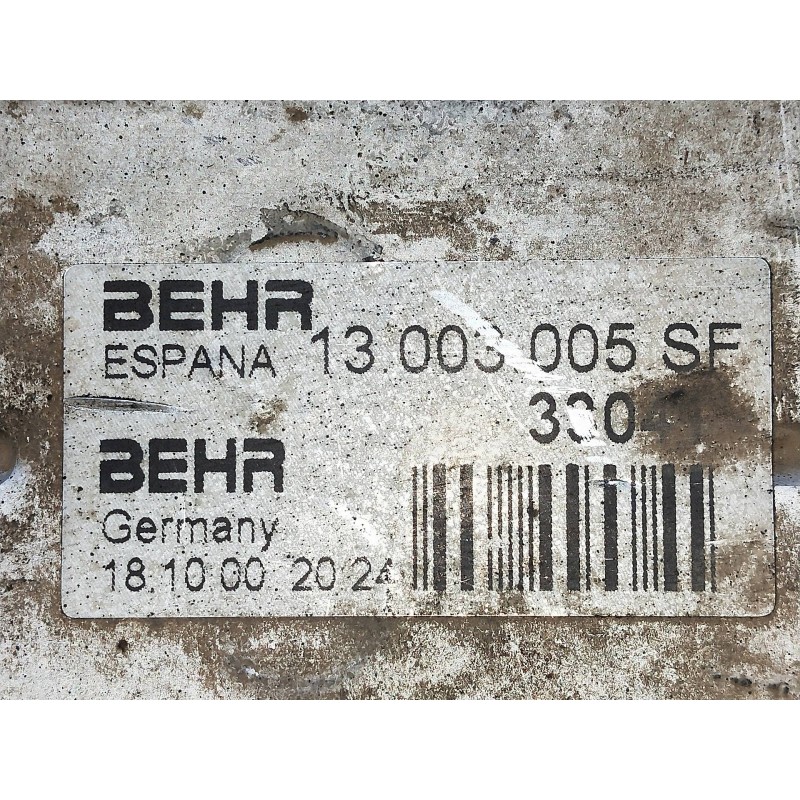 BEHR
ESPANA 13.003.005 SF
BEHR
Germany
18.10.00 20:24